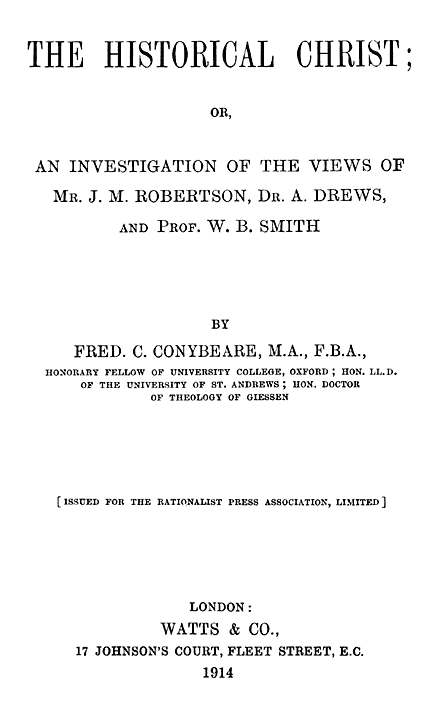 THE HISTORICAL CHRIST;
OR,
AN INVESTIGATION OF THE VIEWS OF
MR. J. M. ROBERTSON, DR. A. DREWS,
AND PROF. W. B. SMITH
BY
FRED. C. CONYBEARE, M.A., F.B.A.,
HONORARY FELLOW OF UNIVERSITY COLLEGE, OXFORD; HON. LL.D.
OF THE UNIVERSITY OF ST. ANDREWS; HON. DOCTOR
OF THEOLOGY OF GIESSEN
[ISSUED FOR THE RATIONALIST PRESS ASSOCIATION, LIMITED]
LONDON:
WATTS & CO.,
17 JOHNSON'S COURT, FLEET STREET, E.C.
1914